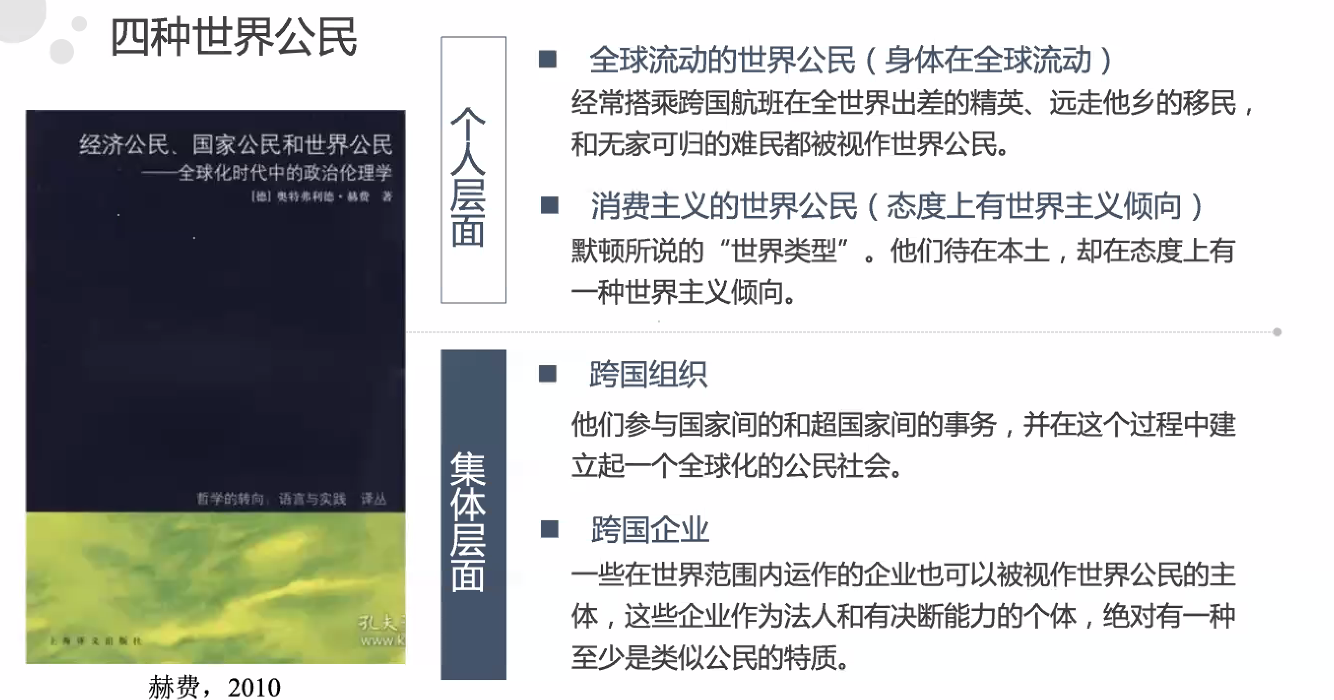 四种世界公民
经济公民、国家公民和世界公民
——全球化时代中的政治伦理学
[德] 奥特弗利德·赫费 著
哲学的转向：语言与实践 译丛
上海译文出版社
www.k
赫费，2010
个人层面
■ 全球流动的世界公民（身体在全球流动）
经常搭乘跨国航班在全世界出差的精英、远走他乡的移民，
和无家可归的难民都被视作世界公民。
■ 消费主义的世界公民（态度上有世界主义倾向）
默顿所说的“世界类型”。他们待在本土，却在态度上有
一种世界主义倾向。
集体层面
■ 跨国组织
他们参与国家间的和超国家间的事务，并在这个过程中建
立起一个全球化的公民社会。
■ 跨国企业
一些在世界范围内运作的企业也可以被视作世界公民的主
体，这些企业作为法人和有决断能力的个体，绝对有一种
至少是类似公民的特质。